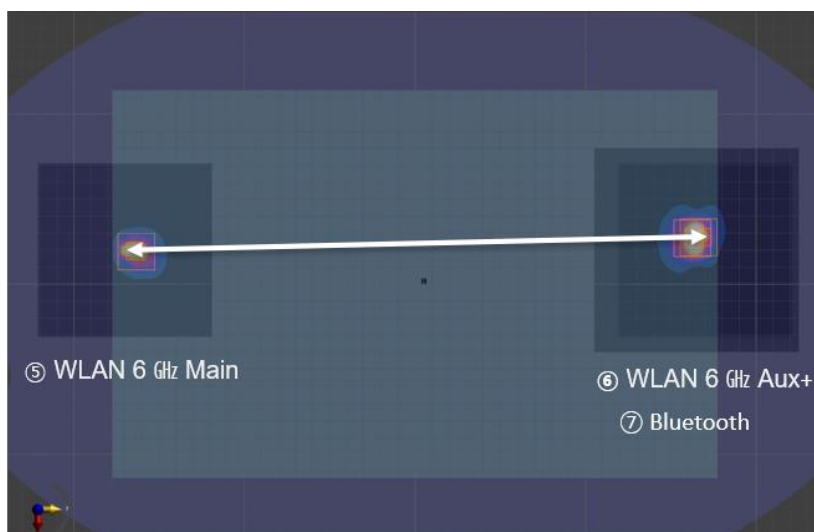 ⑤ WLAN 6 ㎓ Main
⑥ WLAN 6 ㎓ Aux+
⑦ Bluetooth